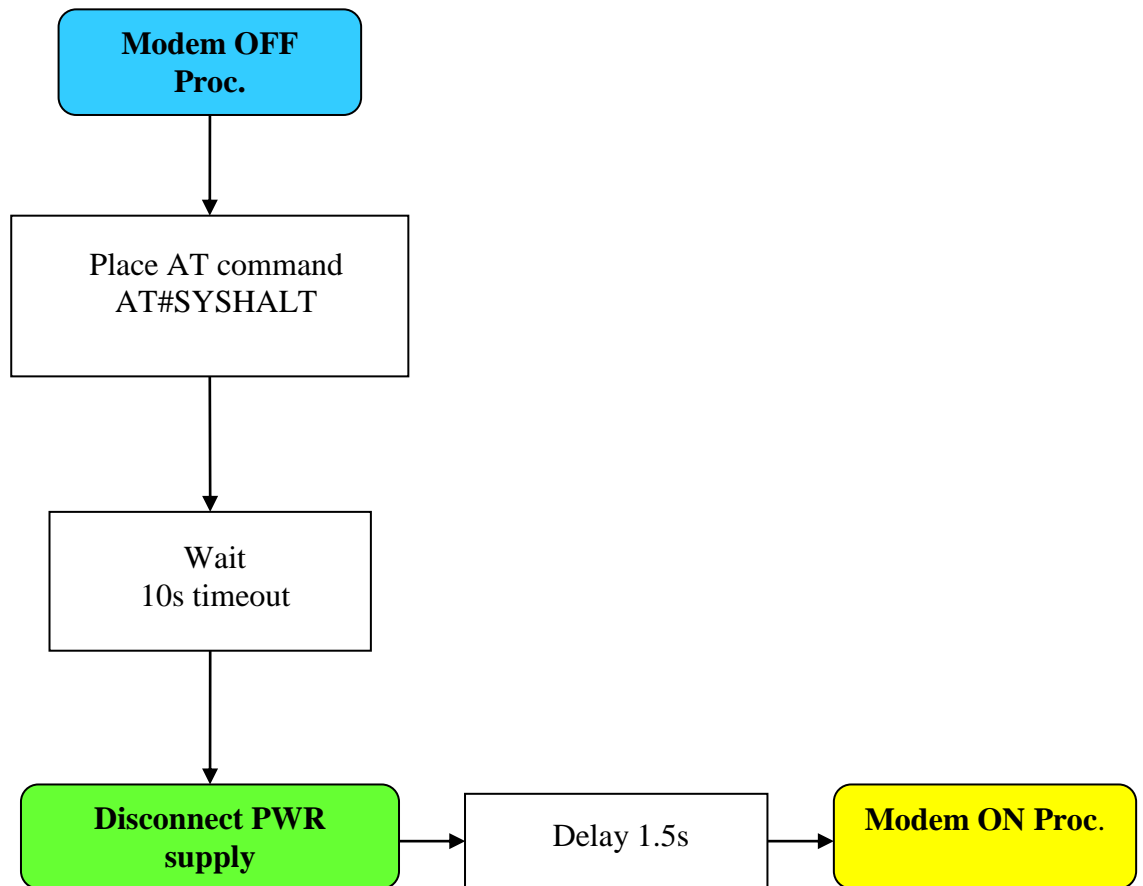 Modem OFF
Proc.
Place AT command
AT#SYSHALT
Wait
10s timeout
Disconnect PWR
supply
Delay 1.5s
Modem ON Proc.